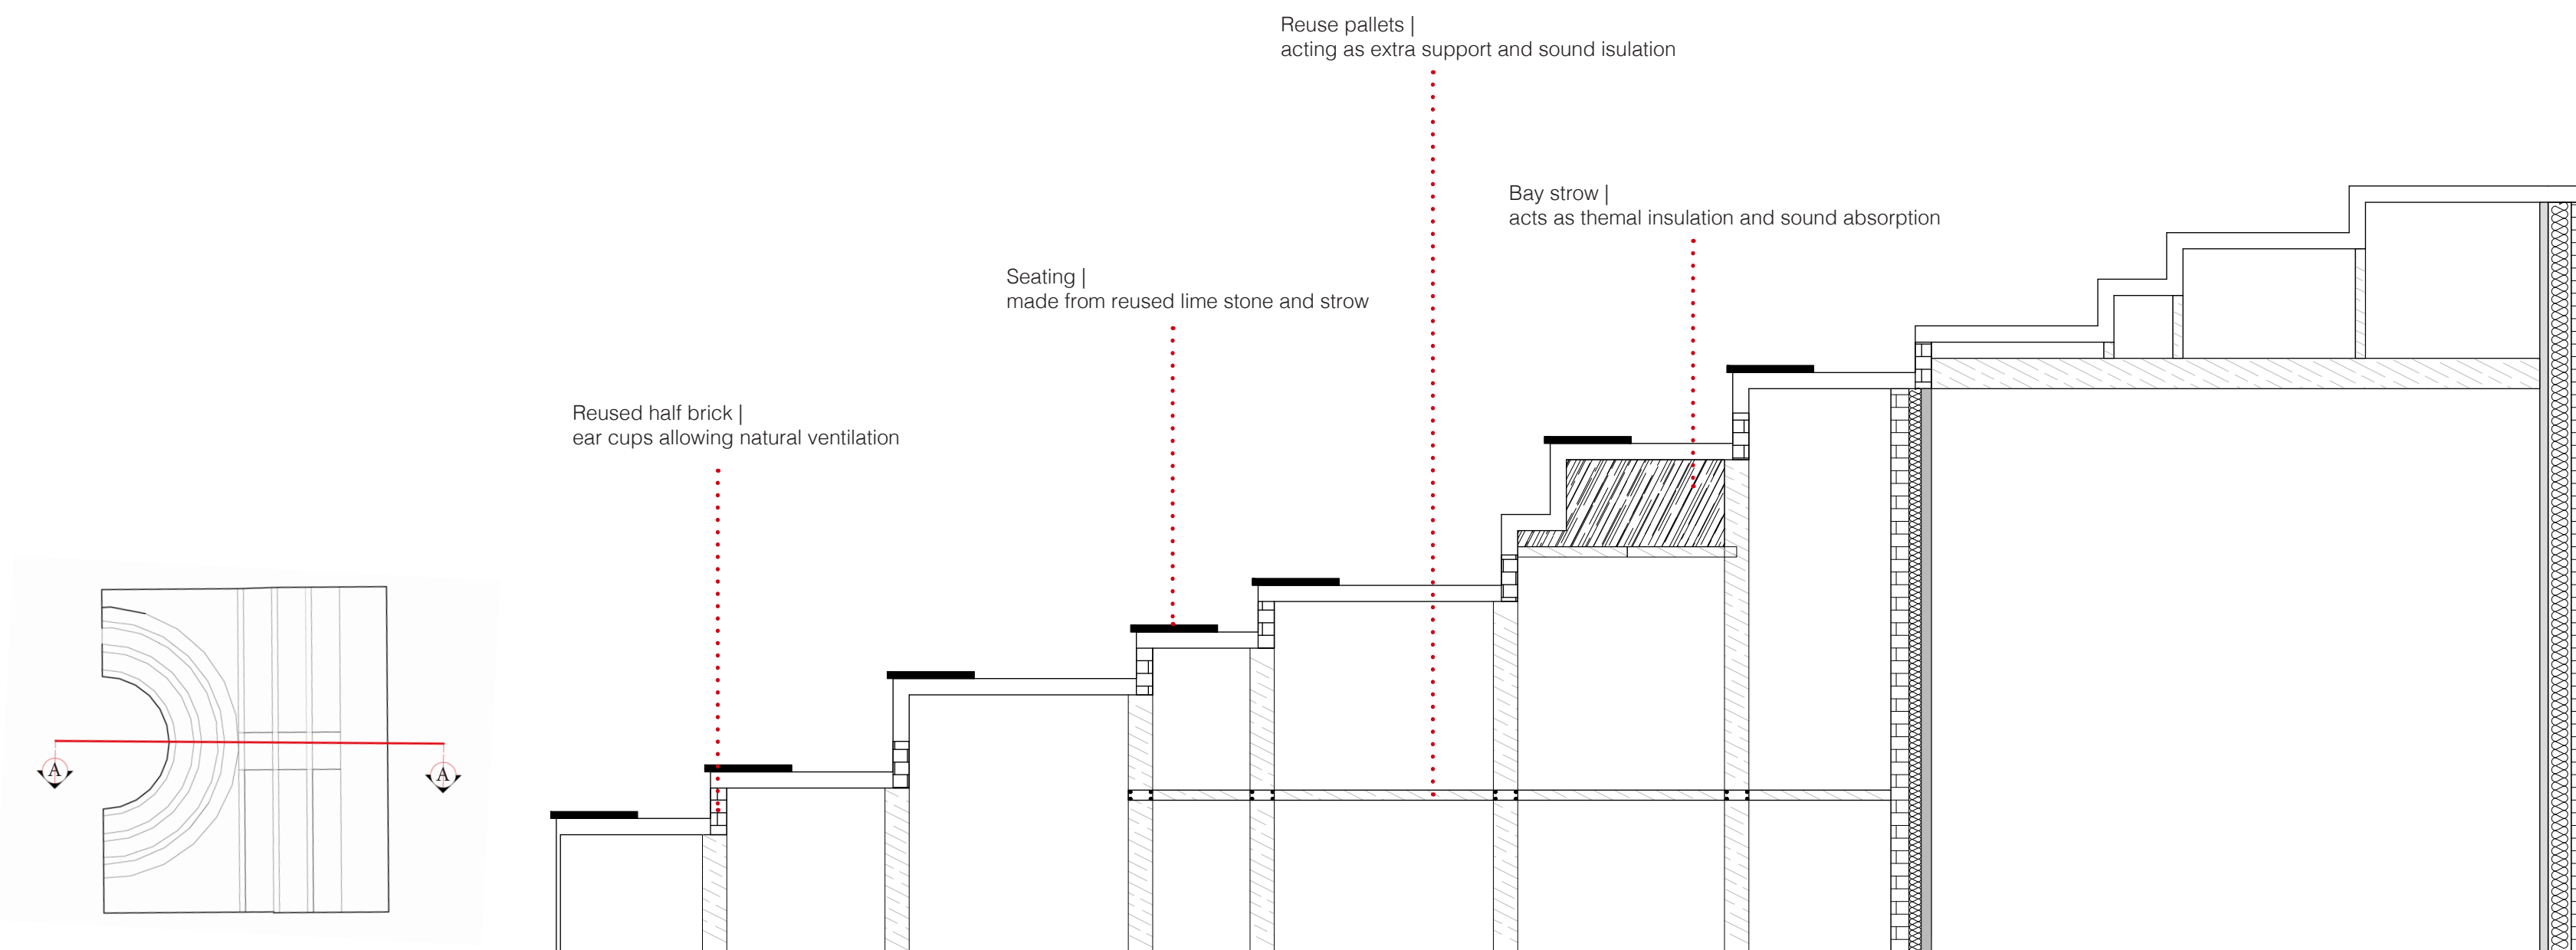 Reuse pallets |
acting as extra support and sound isulation
Bay strow |
acts as themal insulation and sound absorption
Seating |
made from reused lime stone and strow
Reused half brick |
ear cups allowing natural ventilation
A
A